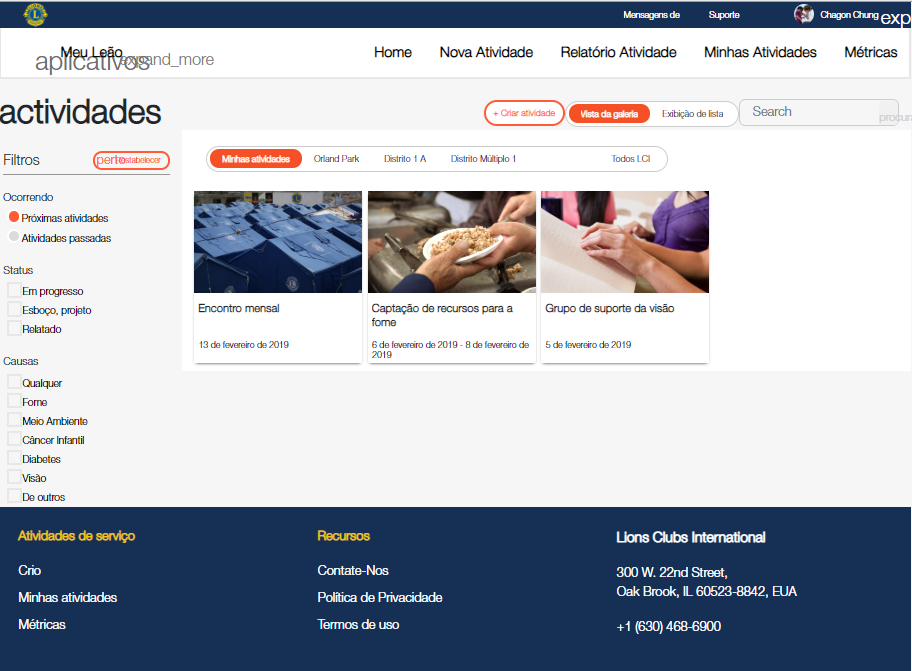 Mensagens de Suporte Chagon Chung exp
Meu Leão
aplicativos expand_more
Home Nova Atividade Relatório Atividade Minhas Atividades Métricas
actividades
+ Criar atividade Vista da galeria Exibição de lista Search procura
Filtros
Minhas atividades Orland Park Distrito 1 A Distrito Múltiplo 1 Todos LCI
Ocorrendo
Próximas atividades
Atividades passadas
Status
Em progresso
Esboço, projeto
Relatado
Causas
Qualquer
Fome
Meio Ambiente
Câncer Infantil
Diabetes
Visão
De outros
Encontro mensal
13 de fevereiro de 2019
Captação de recursos para a
fome
6 de fevereiro de 2019 - 8 de fevereiro de
2019
Grupo de suporte da visão
5 de fevereiro de 2019
Atividades de serviço
Crio
Minhas atividades
Métricas
Recursos
Contate-Nos
Política de Privacidade
Termos de uso
Lions Clubs International
300 W. 22nd Street,
Oak Brook, IL 60523-8842, EUA
+1 (630) 468-6900